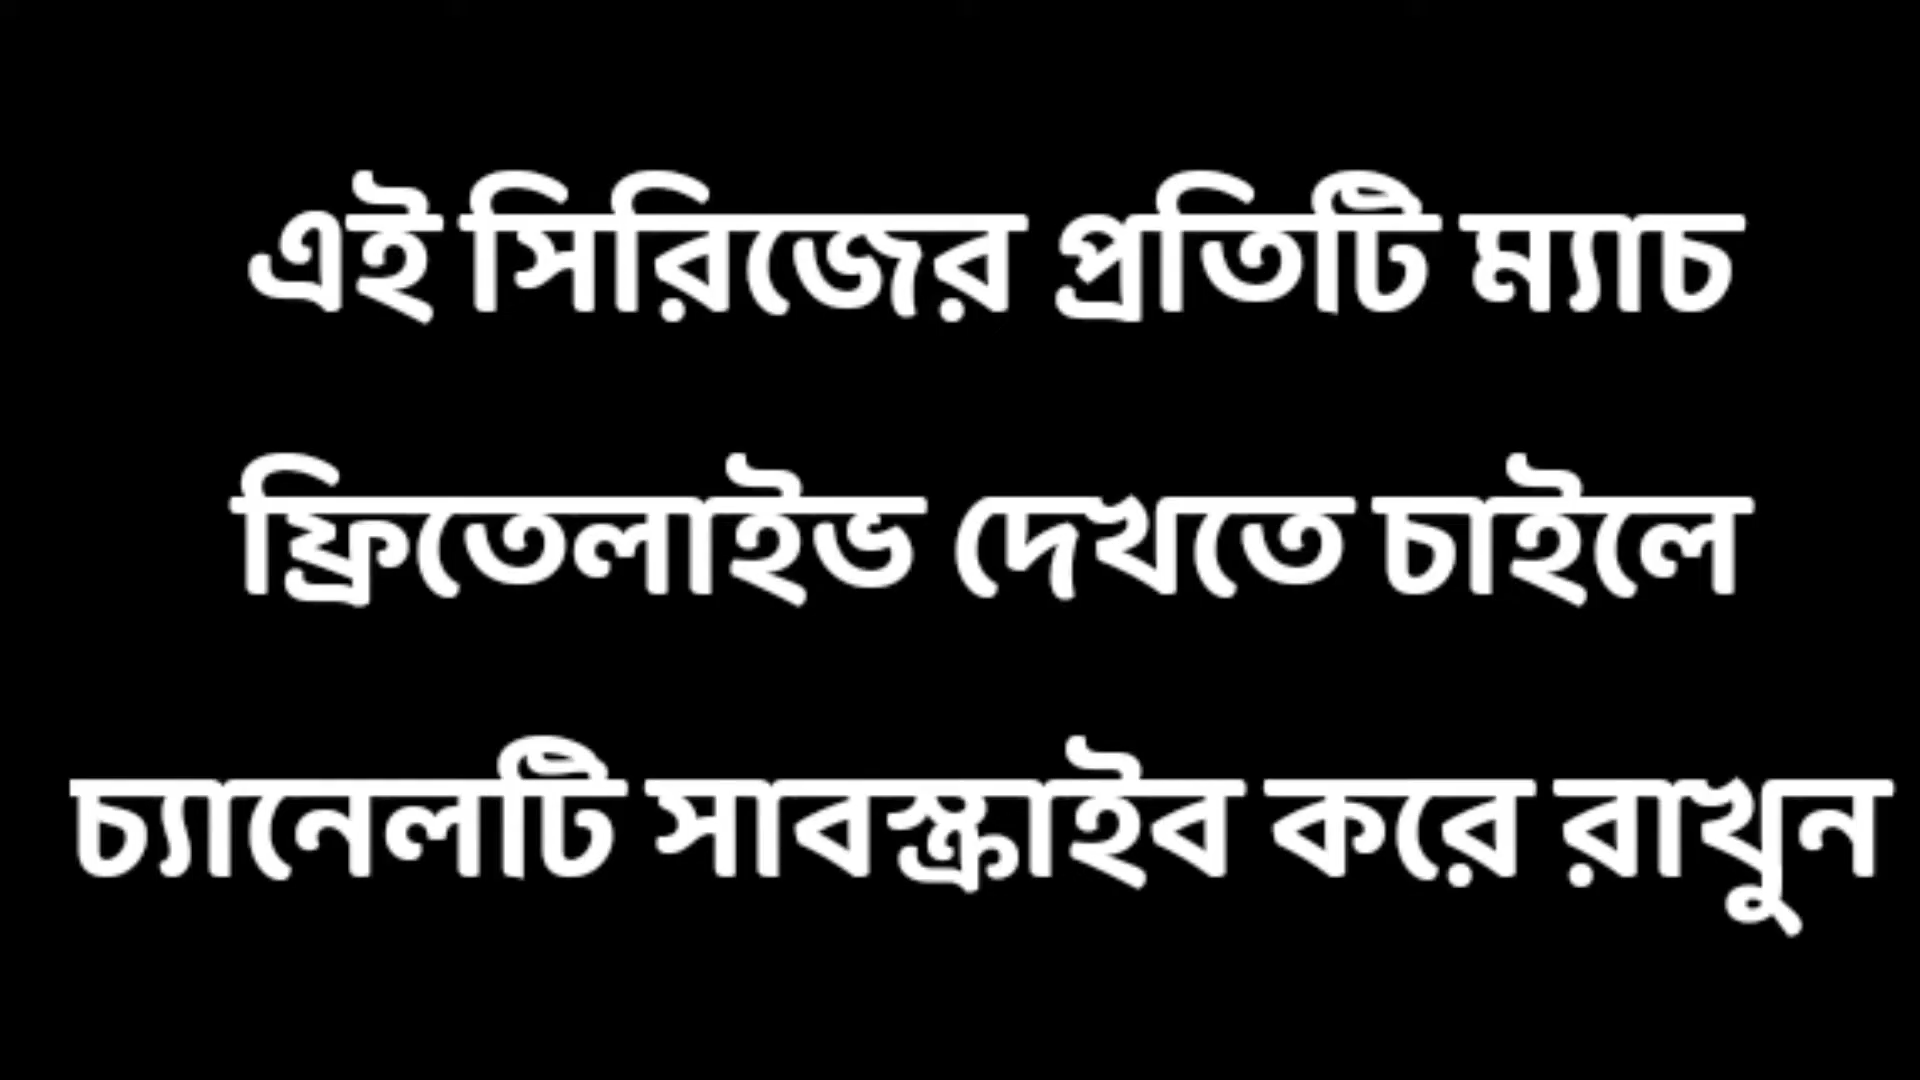 এই সিরিজের প্রতিটি ম্যাচ
ফ্রিতেলাইভ দেখতে চাইলে
চ্যানেলটি সাবস্ক্রাইব করে রাখুন